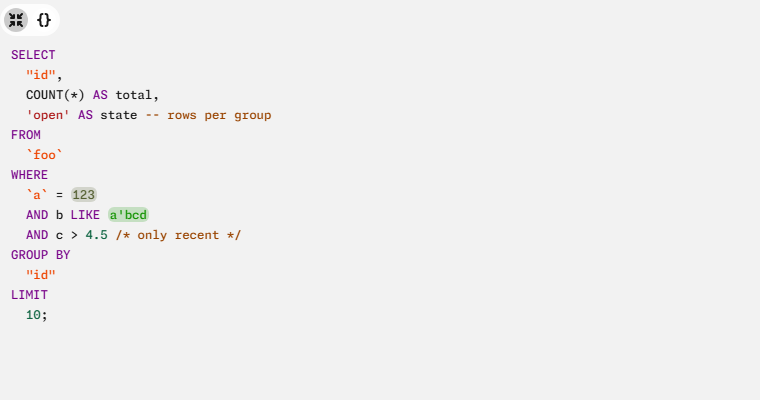 {}
SELECT
"id",
COUNT(*) AS total,
'open' AS state -- rows per group
FROM
`foo`
WHERE
`a` = 123
AND b LIKE a'bcd
AND c > 4.5 /* only recent */
GROUP BY
"id"
LIMIT
10;